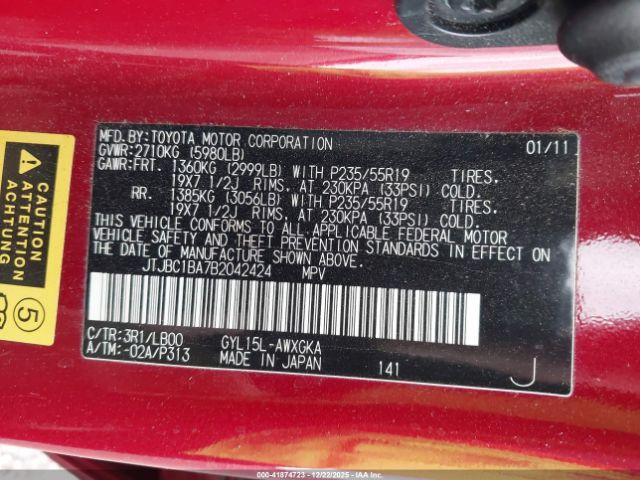 MFD.BY:TOYOTA MOTOR CORPORATION 01/11
GVWR:2710KG (5980LB)
GAWR:FRT. 1360KG (2999LB) WITH P235/55R19 TIRES,
19X7 1/2J RIMS, AT 230KPA (33PSI) COLD.
RR. 1385KG (3056LB) WITH P235/55R19 TIRES,
19X7 1/2J RIMS, AT 230KPA (33PSI) COLD.
THIS VEHICLE CONFORMS TO ALL APPLICABLE FEDERAL MOTOR
VEHICLE SAFETY AND THEFT PREVENTION STANDARDS IN EFFECT ON
THE DATE OF MANUFACTURE SHOWN ABOVE.
JTJBC1BA7B2042424 MPV
C/TR:3R1/LB00 GYL15L-AWXGKA
A/TM:-02A/P313 MADE IN JAPAN 141
J
CAUTION
ATTENTION
ACHTUNG
5
00-41874723 - 12/22/2025 - COPYRIGHT IAA, LLC.